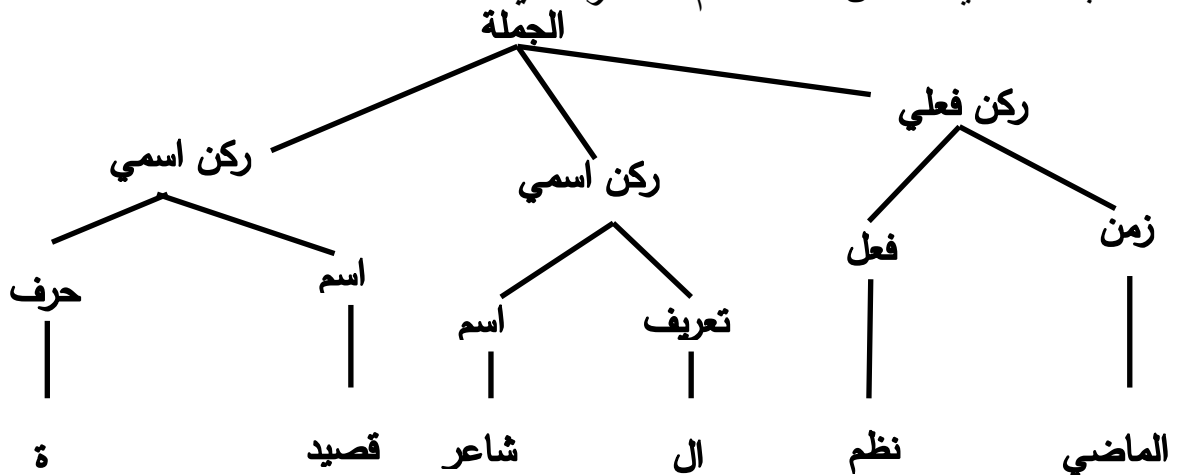 الجملة
ركن فعلي
ركن اسمي
ركن اسمي
زمن
فعل
اسم
حرف
تعريف
اسم
الماضي
نظم
ال
شاعر
قصيد
ة